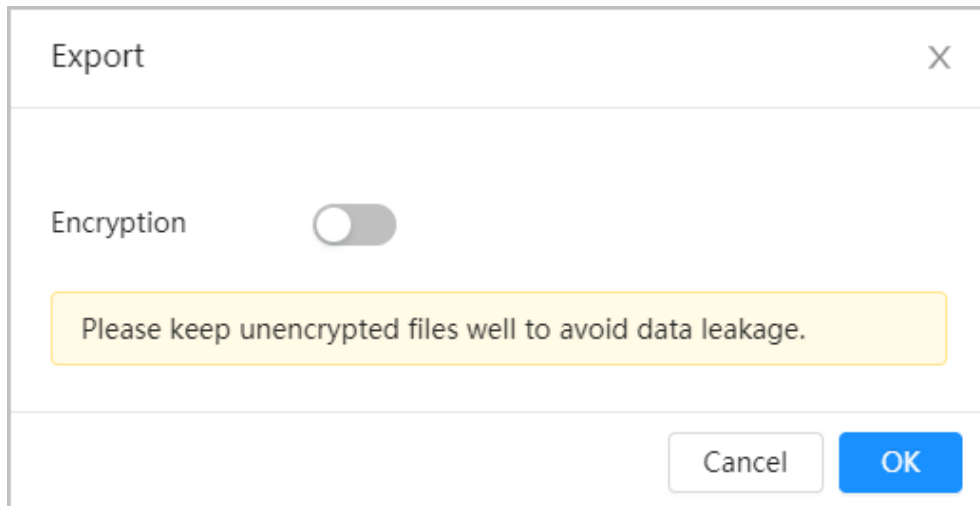 Export
Encryption
Please keep unencrypted files well to avoid data leakage.
Cancel
OK